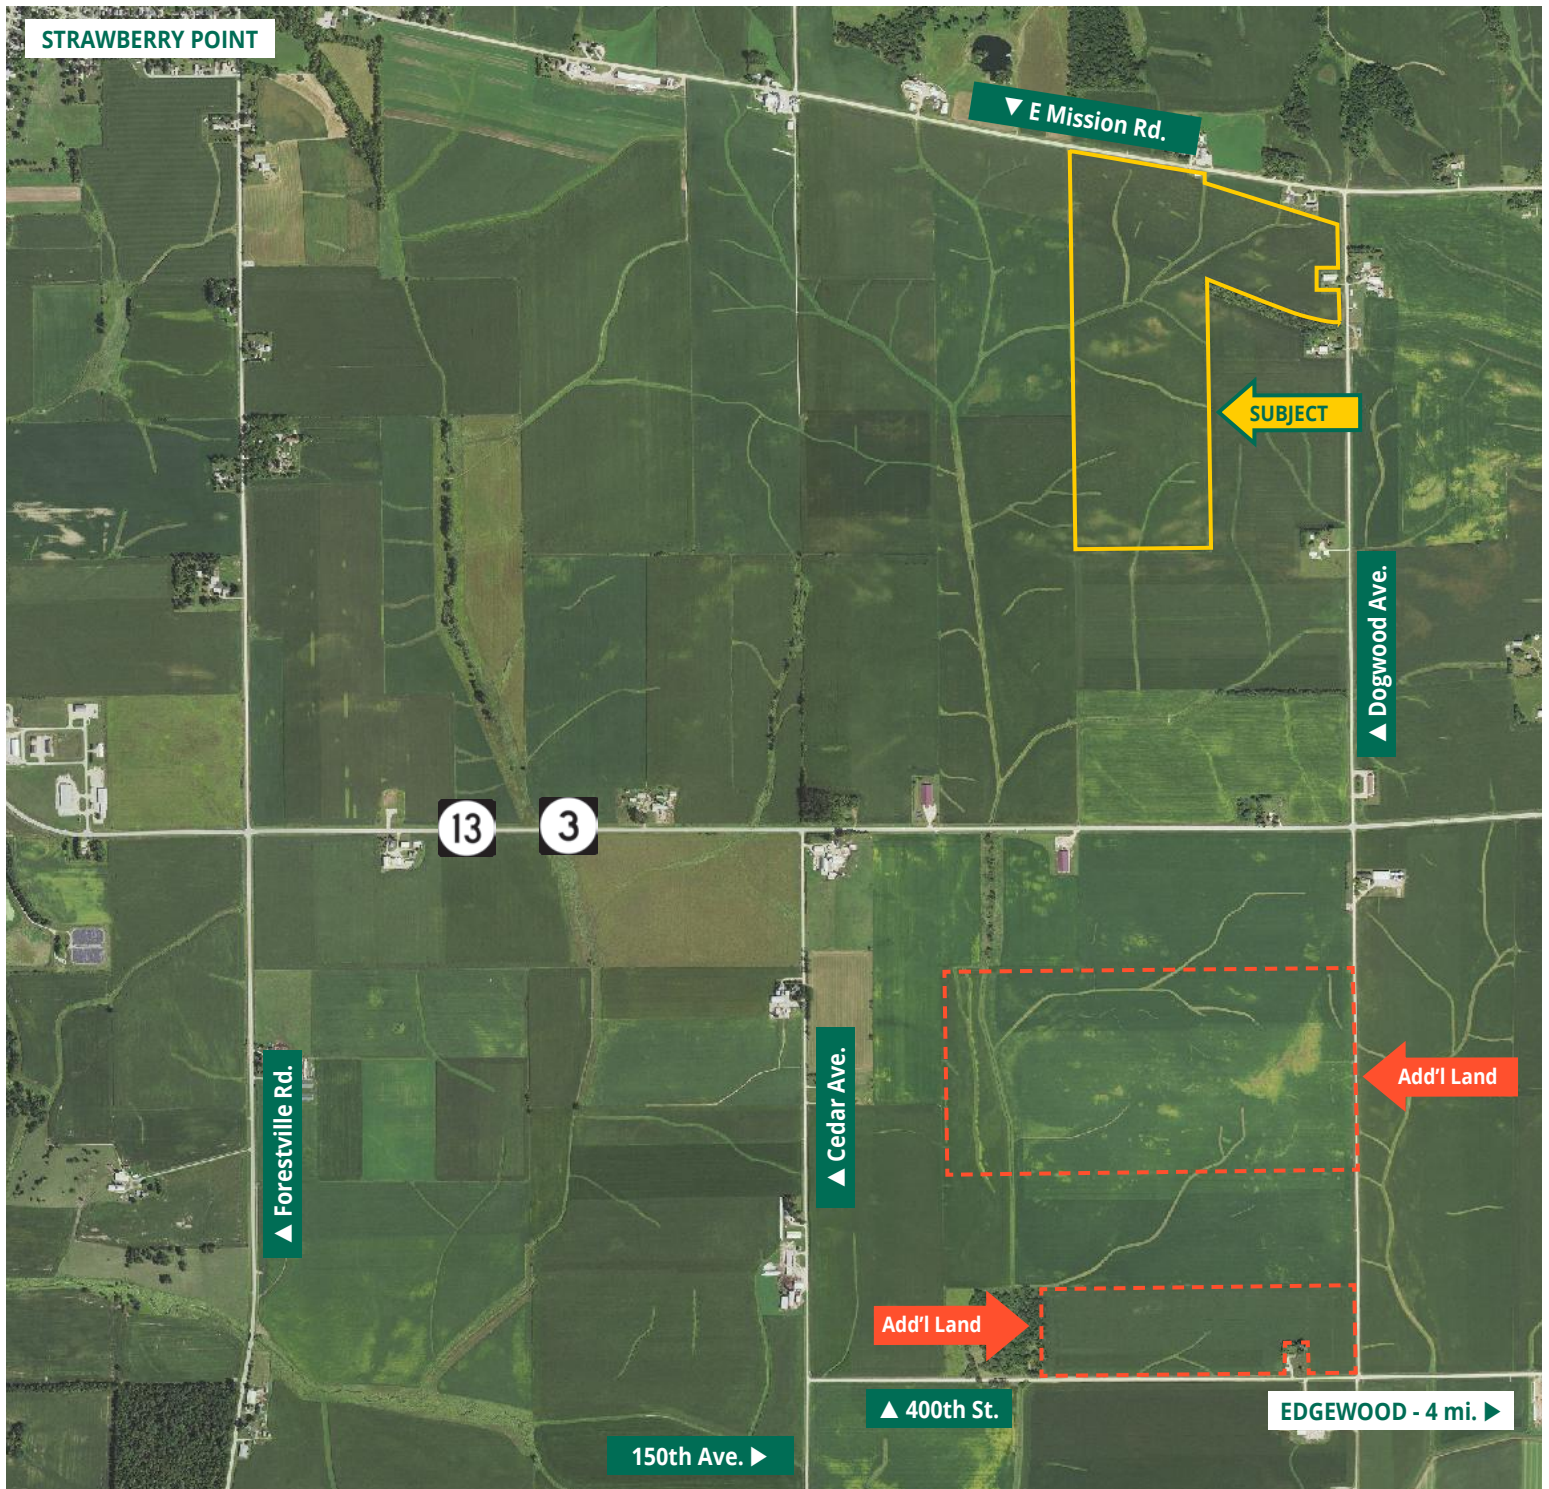 STRAWBERRY POINT
▼ E Mission Rd.
SUBJECT
▲ Dogwood Ave.
13
3
▲ Forestville Rd.
▲ Cedar Ave.
Add'l Land
Add'l Land
▲ 400th St.
EDGEWOOD - 4 mi. ▶
150th Ave. ▶